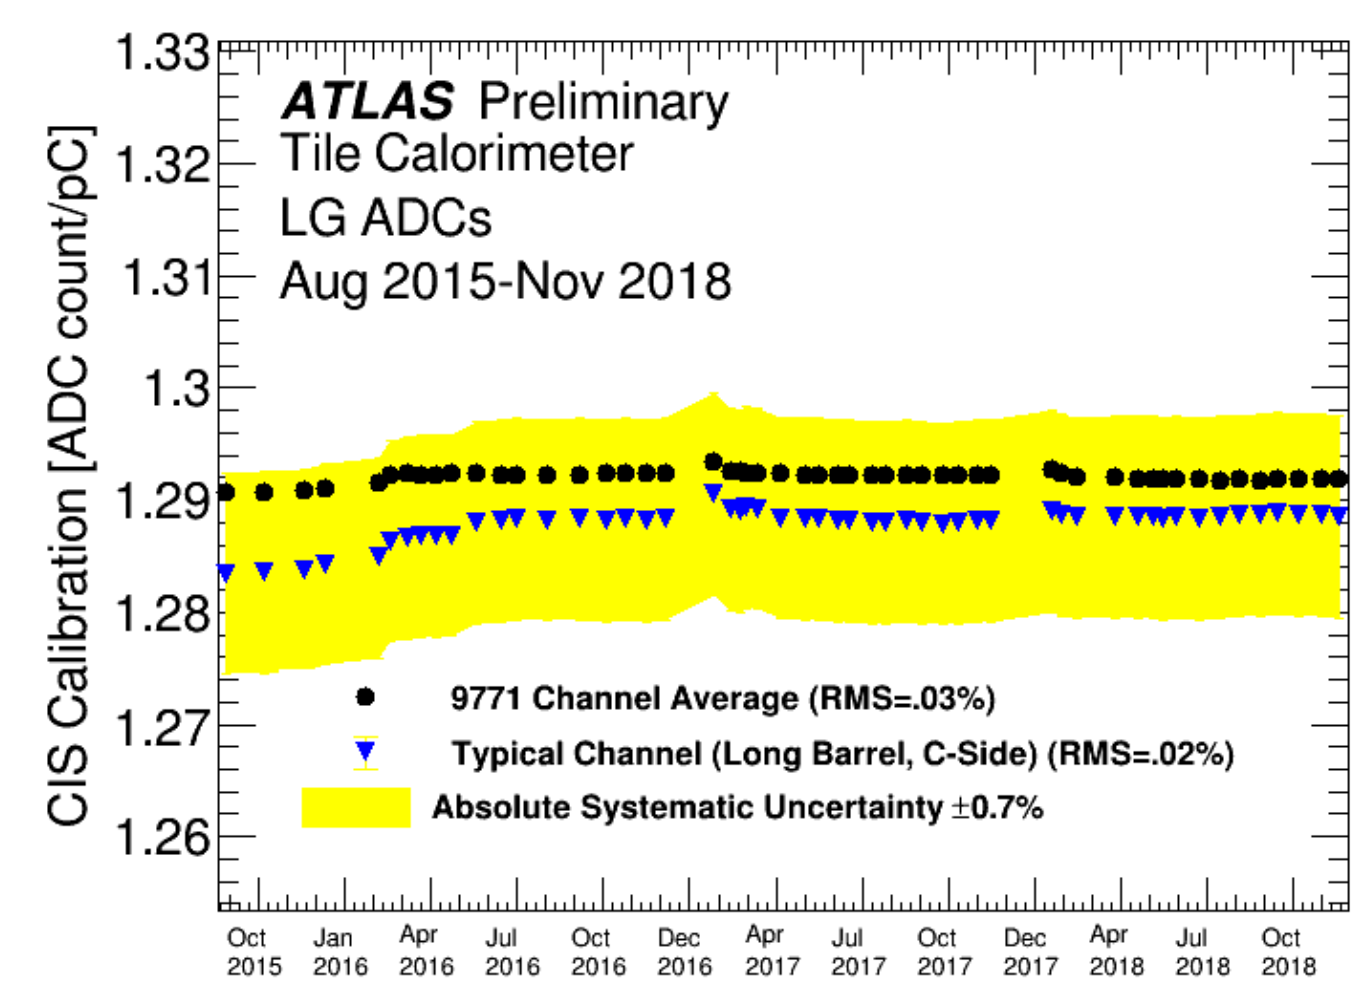 1.33
ATLAS Preliminary
Tile Calorimeter
1.32
LG ADCs
1.31
Aug 2015-Nov 2018
1.3
1.29
1.28
1.27
1.26
CIS Calibration [ADC count/pC]
9771 Channel Average (RMS=.03%)
Typical Channel (Long Barrel, C-Side) (RMS=.02%)
Absolute Systematic Uncertainty ±0.7%
Oct Jan Apr Jul Oct Dec Apr Jul Oct Dec Apr Jul Oct
2015 2016 2016 2016 2016 2016 2017 2017 2017 2017 2018 2018 2018